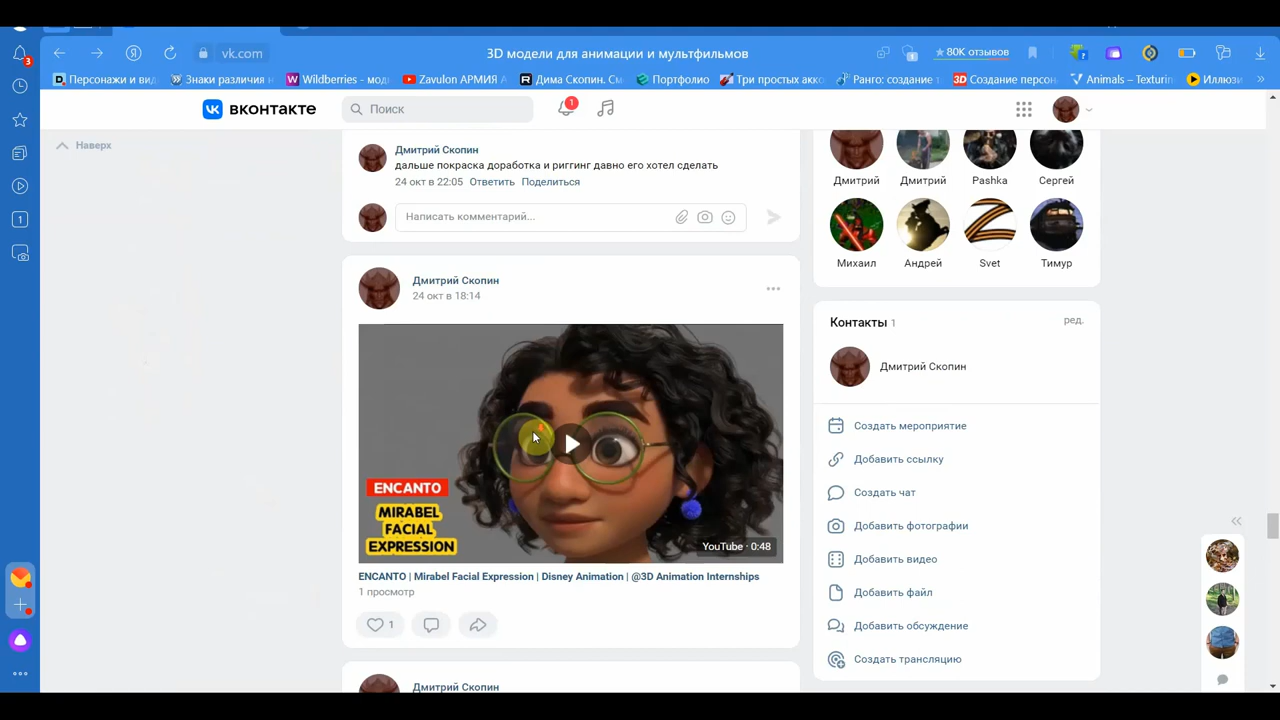 vk.com
3D модели для анимации и мультфильмов
★80K отзывов
3
Персонажи и вид
Знаки различия н
Wildberries - мод
Zavulon АРМИЯ
Дима Скопин. См
Портфолио
Три простых акко
Ранго: создание т
3D Создание персон
Animals – Texturin
Иллюзи
вконтакте
Поиск
1
Наверх
Дмитрий Скопин
дальше покраска доработка и риггинг давно его хотел сделать
24 окт в 22:05 Ответить Поделиться
Написать комментарий...
Дмитрий Скопин
24 окт в 18:14
ENCANTO
MIRABEL
FACIAL
EXPRESSION
YouTube · 0:48
ENCANTO | Mirabel Facial Expression | Disney Animation | @3D Animation Internships
1 просмотр
1
Дмитрий Скопин
Дмитрий Дмитрий Pashka Сергей
Михаил Андрей Svet Тимур
Контакты 1
ред.
Дмитрий Скопин
Создать мероприятие
Добавить ссылку
Создать чат
Добавить фотографии
Добавить видео
Добавить файл
Добавить обсуждение
Создать трансляцию
1